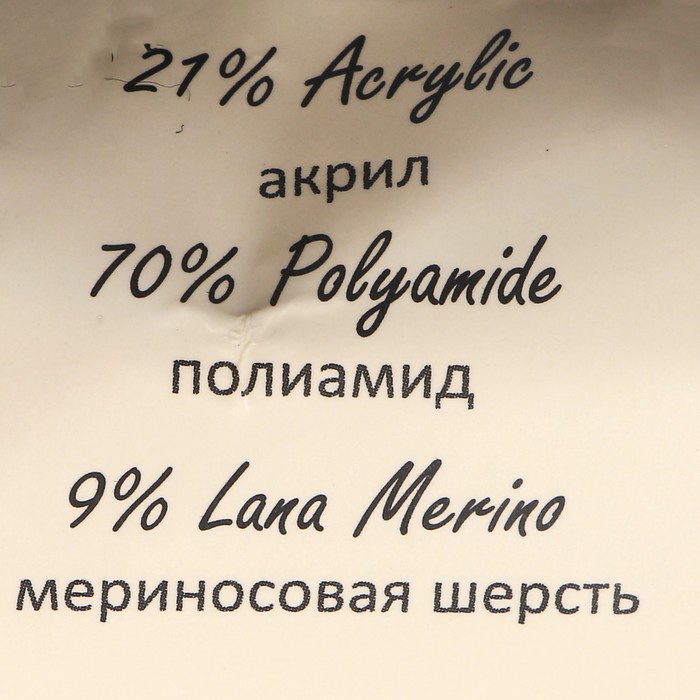 21% Acrylic
акрил
70% Polyamide
полиамид
9% Lana Merino
мериносовая шерсть